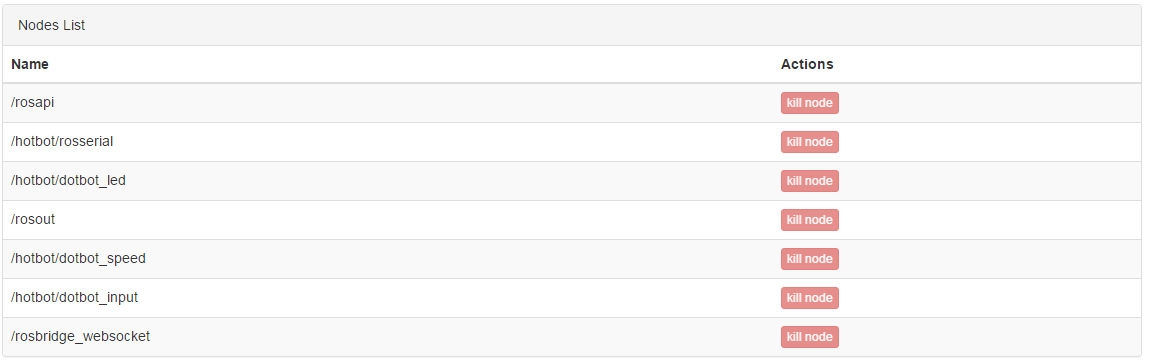 Nodes List
Name Actions
/rosapi kill node
/hotbot/rosserial kill node
/hotbot/dotbot_led kill node
/rosout kill node
/hotbot/dotbot_speed kill node
/hotbot/dotbot_input kill node
/rosbridge_websocket kill node